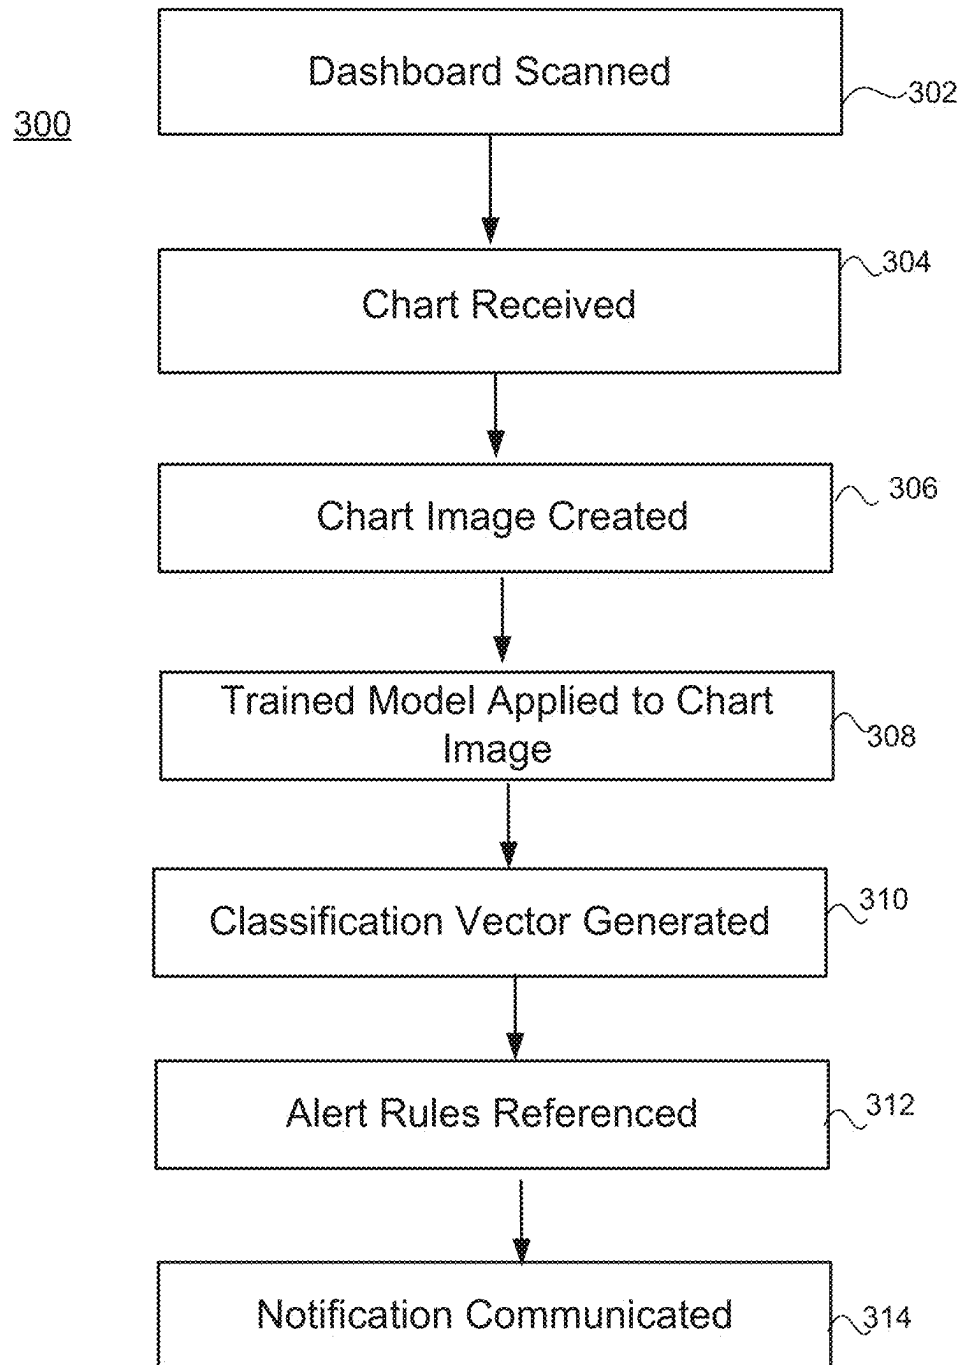 Dashboard Scanned
302
300
Chart Received
304
Chart Image Created
306
Trained Model Applied to Chart
Image
308
Classification Vector Generated
310
Alert Rules Referenced
312
Notification Communicated
314